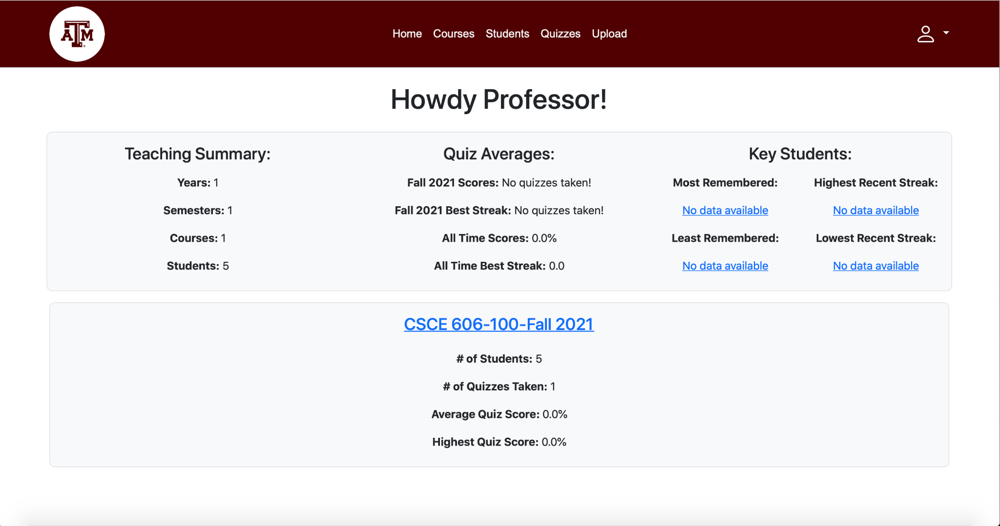 ATM
Home Courses Students Quizzes Upload
Howdy Professor!
Teaching Summary:
Years: 1
Semesters: 1
Courses: 1
Students: 5
Quiz Averages:
Fall 2021 Scores: No quizzes taken!
Fall 2021 Best Streak: No quizzes taken!
All Time Scores: 0.0%
All Time Best Streak: 0.0
Key Students:
Most Remembered:
No data available
Least Remembered:
No data available
Highest Recent Streak:
No data available
Lowest Recent Streak:
No data available
CSCE 606-100-Fall 2021
# of Students: 5
# of Quizzes Taken: 1
Average Quiz Score: 0.0%
Highest Quiz Score: 0.0%